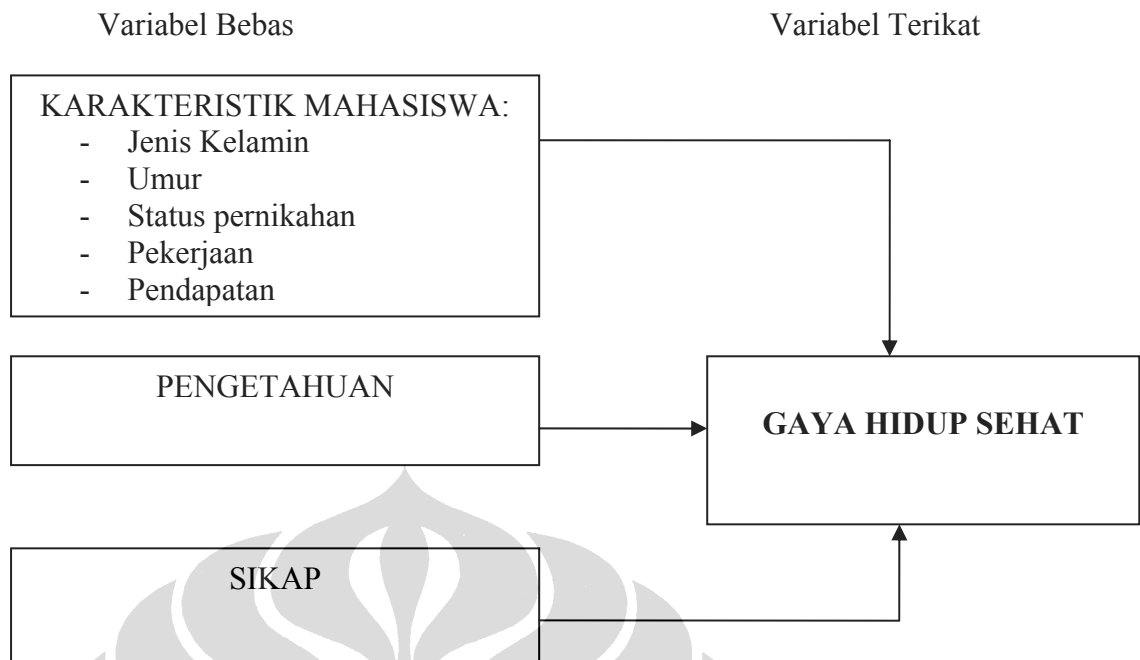 Variabel Bebas
Variabel Terikat
KARAKTERISTIK MAHASISWA:
- Jenis Kelamin
- Umur
- Status pernikahan
- Pekerjaan
- Pendapatan
PENGETAHUAN
GAYA HIDUP SEHAT
SIKAP